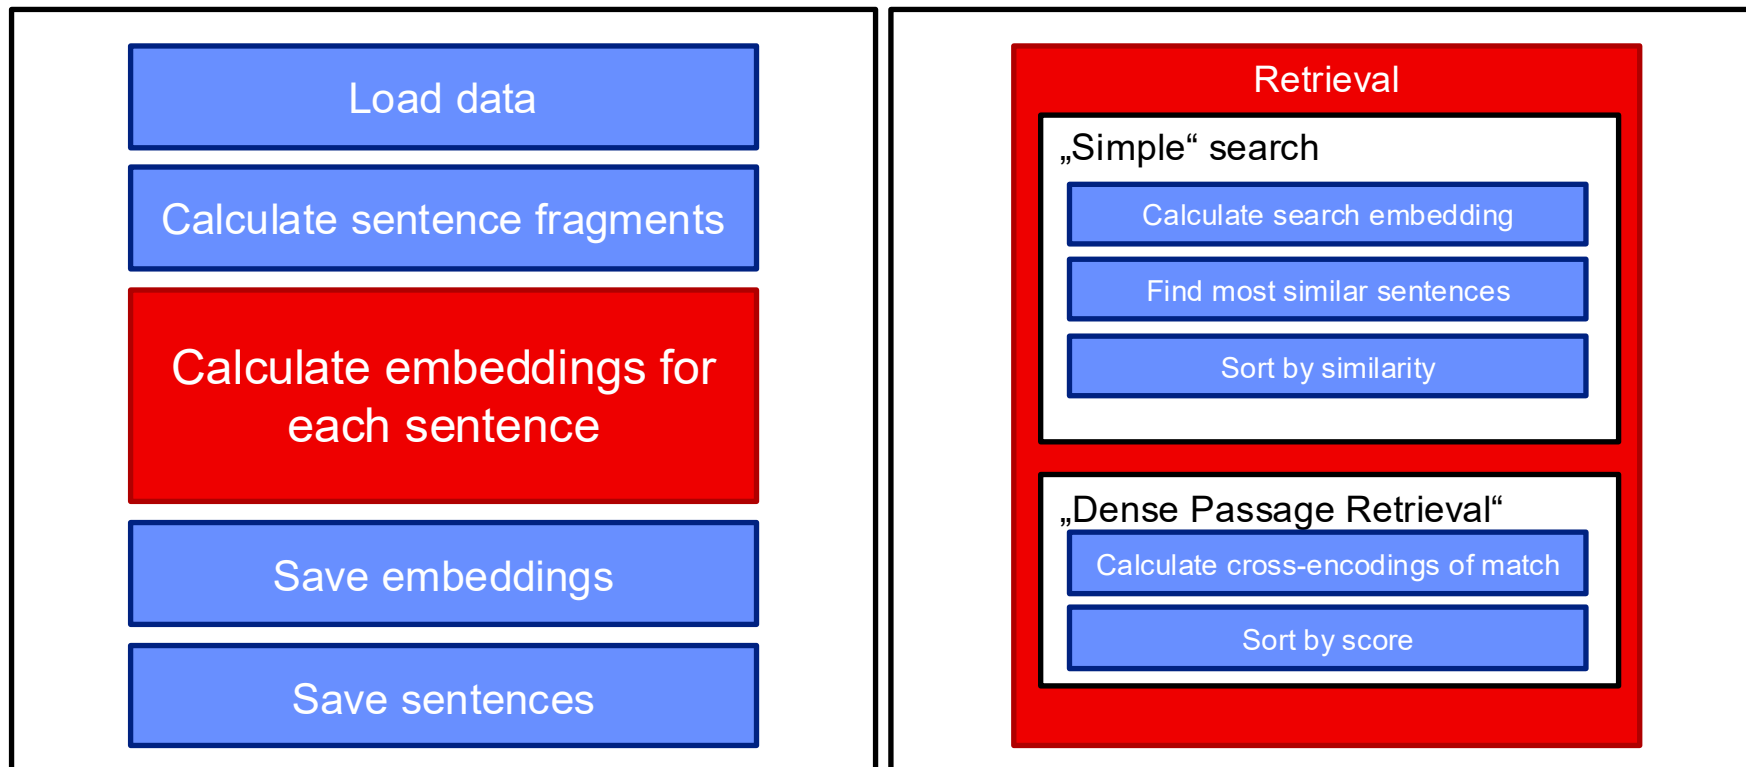 Load data
Calculate sentence fragments
Calculate embeddings for
each sentence
Save embeddings
Save sentences
Retrieval
„Simple“ search
Calculate search embedding
Find most similar sentences
Sort by similarity
„Dense Passage Retrieval“
Calculate cross-encodings of match
Sort by score